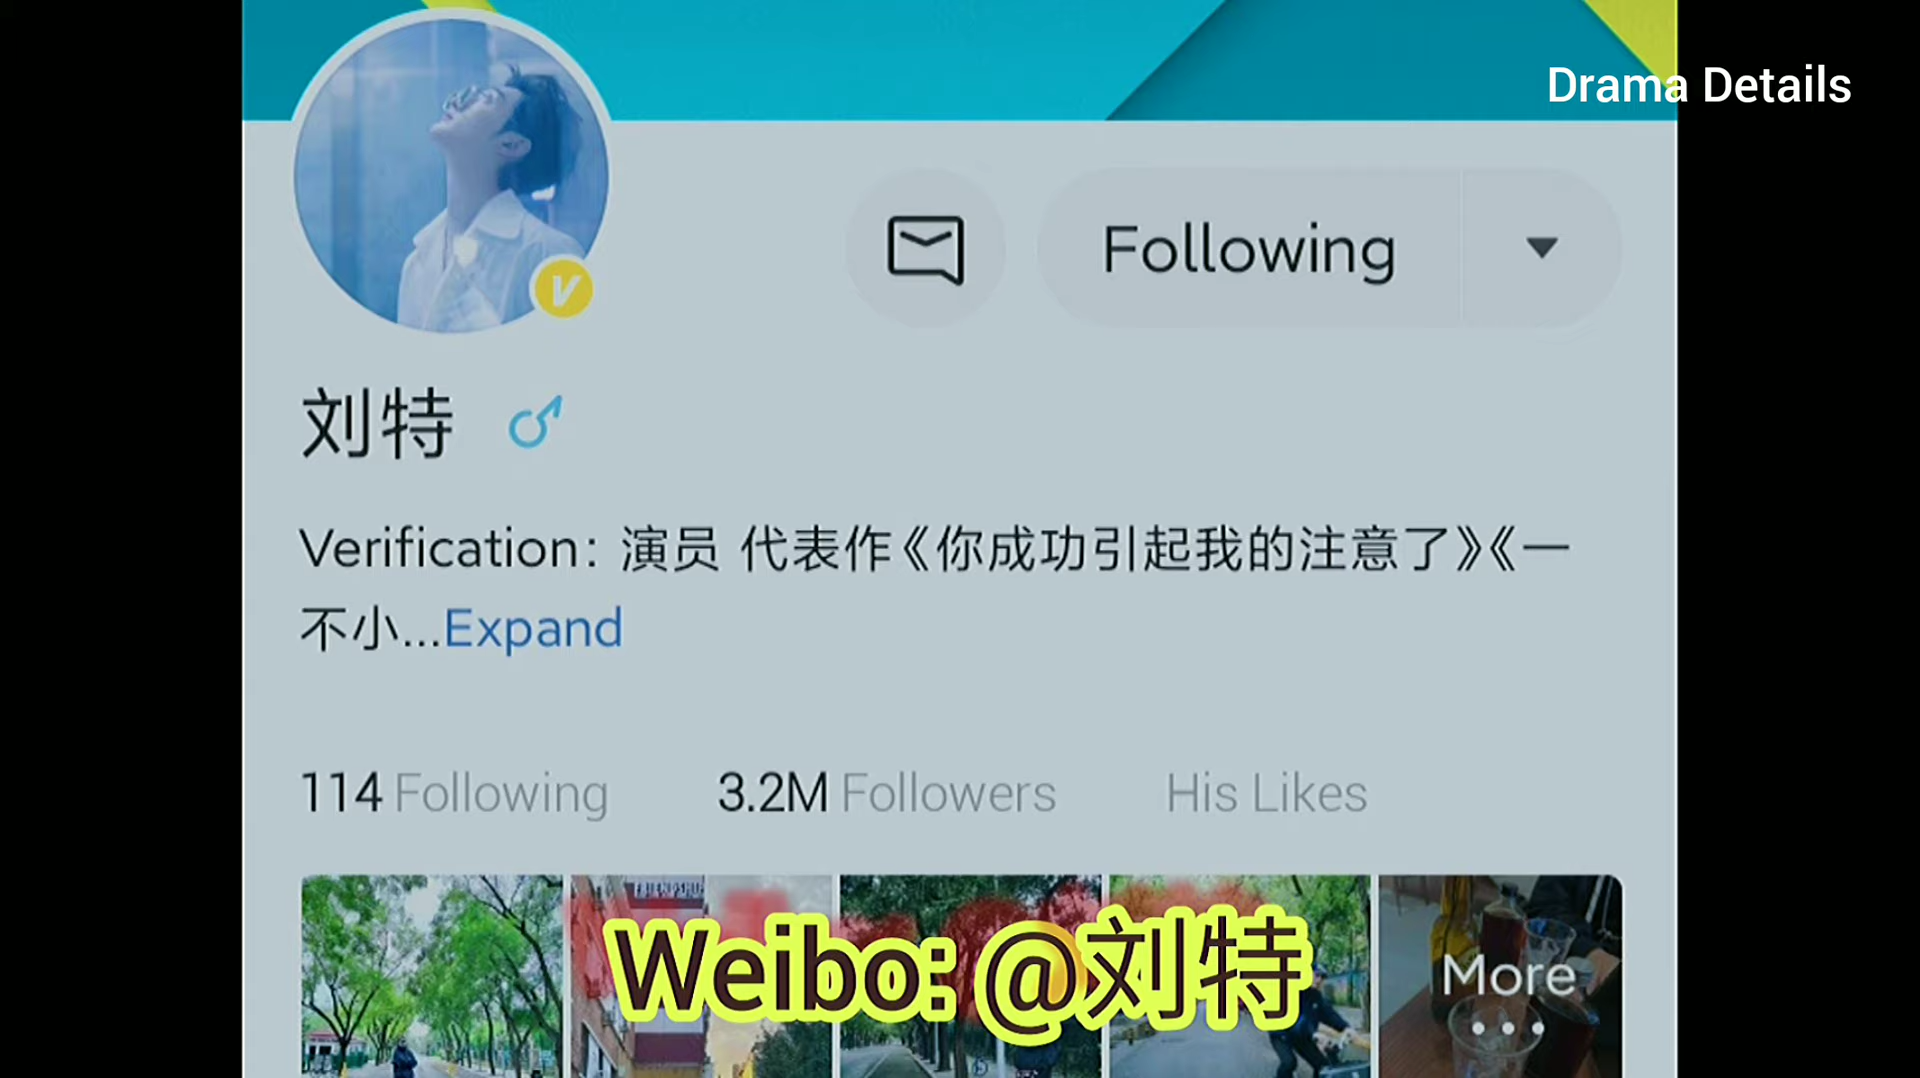 Drama Details
Following
刘特
Verification: 演员 代表作《你成功引起我的注意了》《一
不小...Expand
114 Following 3.2M Followers His Likes
FRIENDSHIP
Weibo: @刘特
More